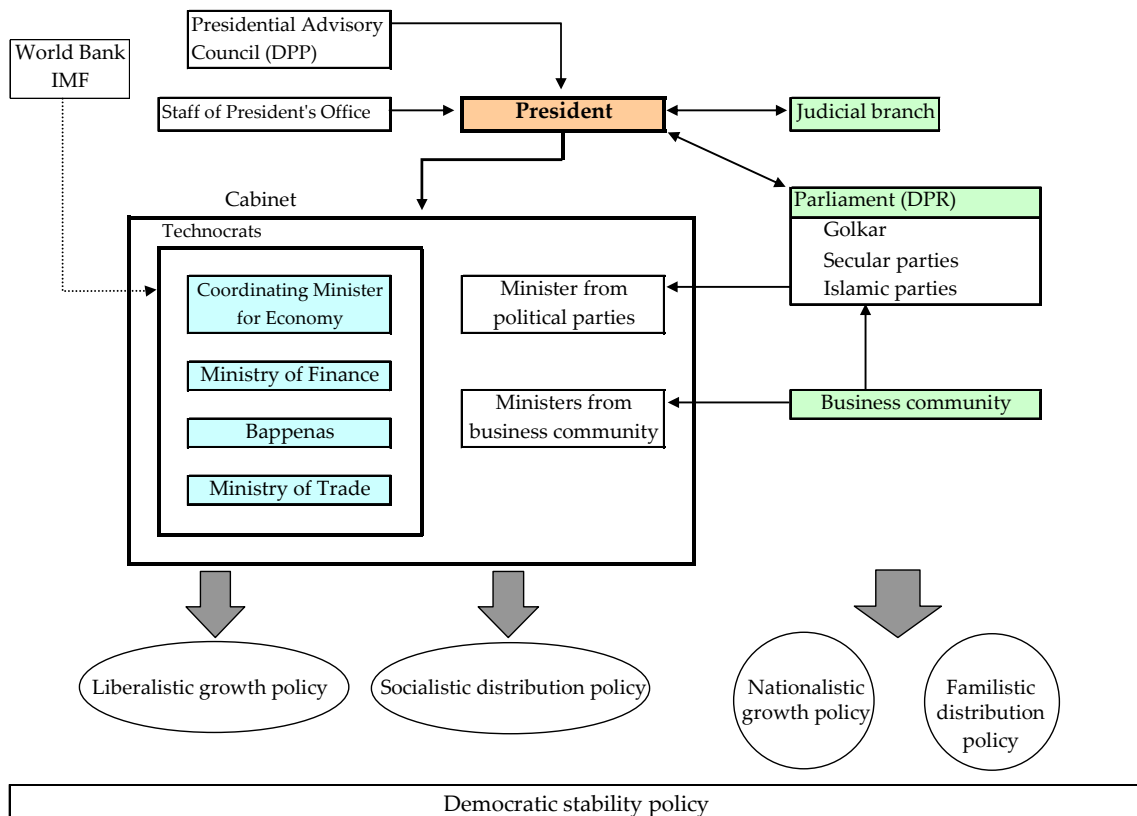 Presidential Advisory
Council (DPP)
World Bank
IMF
Staff of President's Office
President
Judicial branch
Cabinet
Parliament (DPR)
Golkar
Secular parties
Islamic parties
Technocrats
Coordinating Minister
for Economy
Minister from
political parties
Ministry of Finance
Ministers from
business community
Business community
Bappenas
Ministry of Trade
Liberalistic growth policy
Socialistic distribution policy
Nationalistic
growth policy
Familistic
distribution
policy
Democratic stability policy